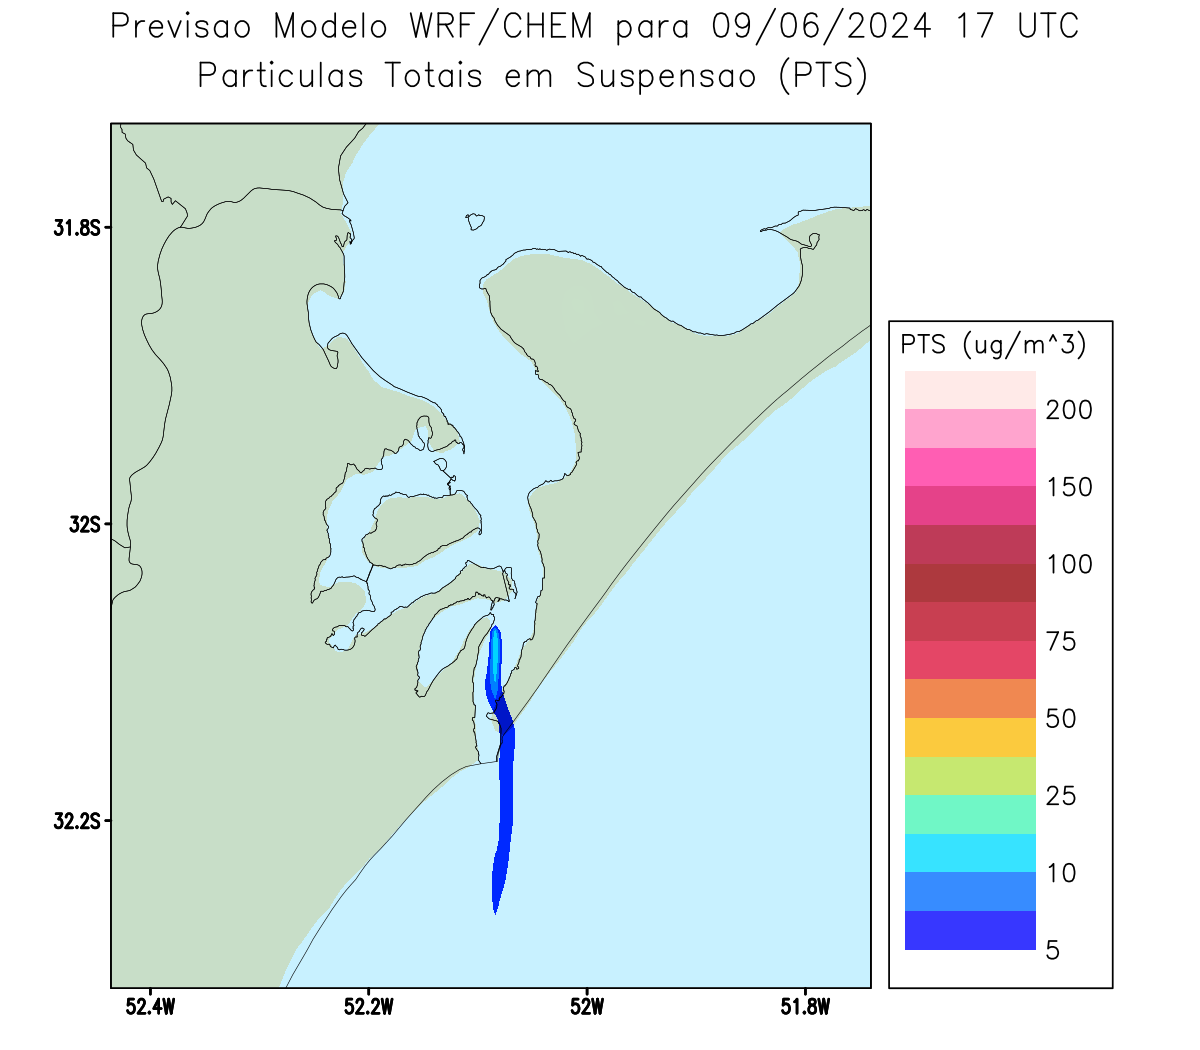 Previsao Modelo WRF/CHEM para 09/06/2024 17 UTC
Particulas Totais em Suspensao (PTS)
31.8S
32S
32.2S
52.4W
52.2W
52W
51.8W
PTS (ug/m^3)
200
150
100
75
50
25
10
5